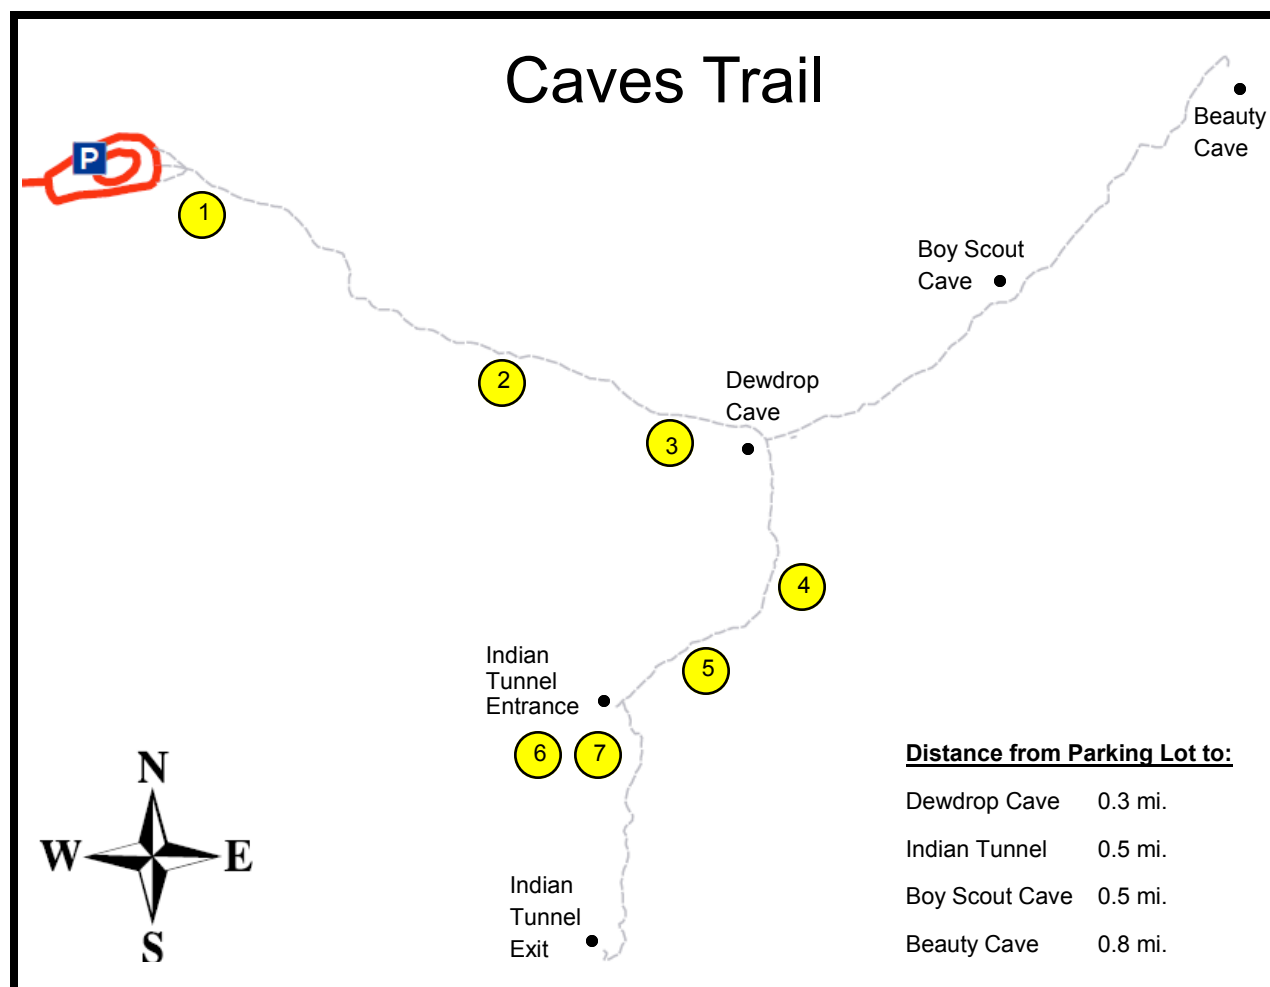 Caves Trail
P
1
Beauty
Cave
Boy Scout
Cave
2
Dewdrop
Cave
3
4
5
Indian
Tunnel
Entrance
6
7
N
W
E
S
Indian
Tunnel
Exit
Distance from Parking Lot to:
Dewdrop Cave 0.3 mi.
Indian Tunnel 0.5 mi.
Boy Scout Cave 0.5 mi.
Beauty Cave 0.8 mi.